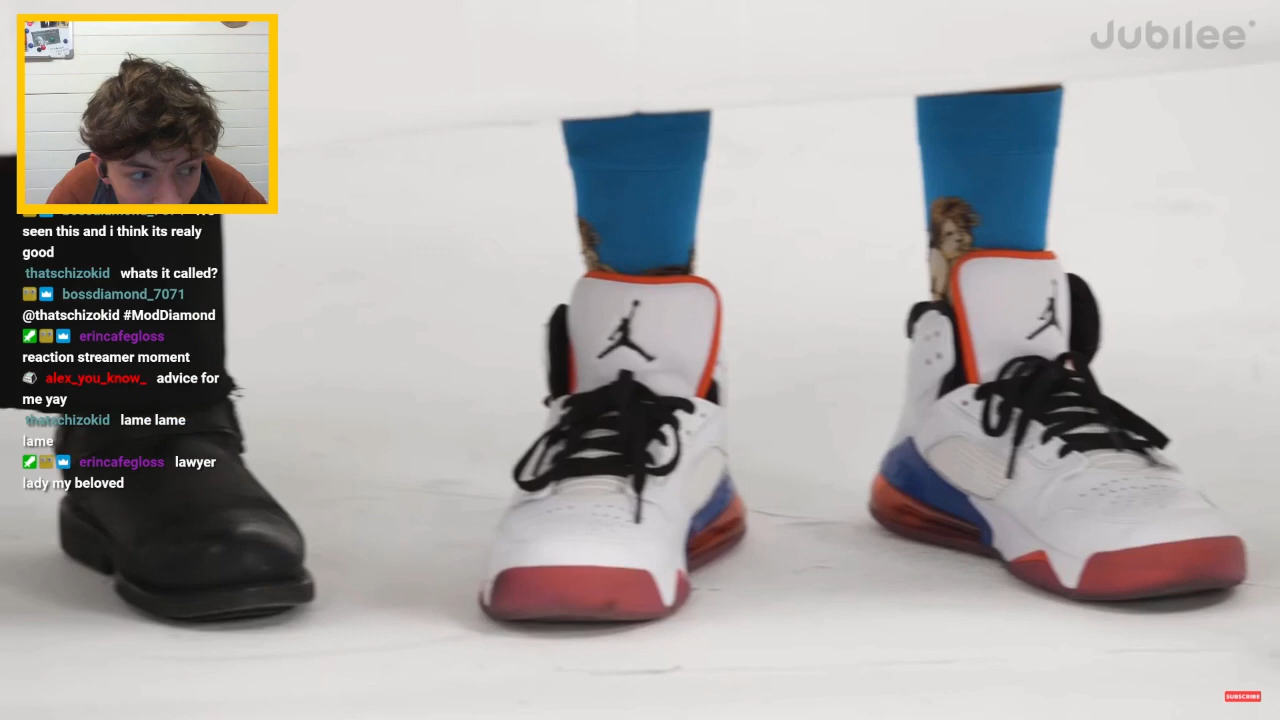 Jubilee
seen this and i think its realy
good
thatschizokid whats it called?
bossdiamond_7071
@thatschizokid #ModDiamond
erincafegloss
reaction streamer moment
alex_you_know_ advice for
me yay
thatschizokid lame lame
lame
erincafegloss lawyer
lady my beloved
SUBSCRIBE